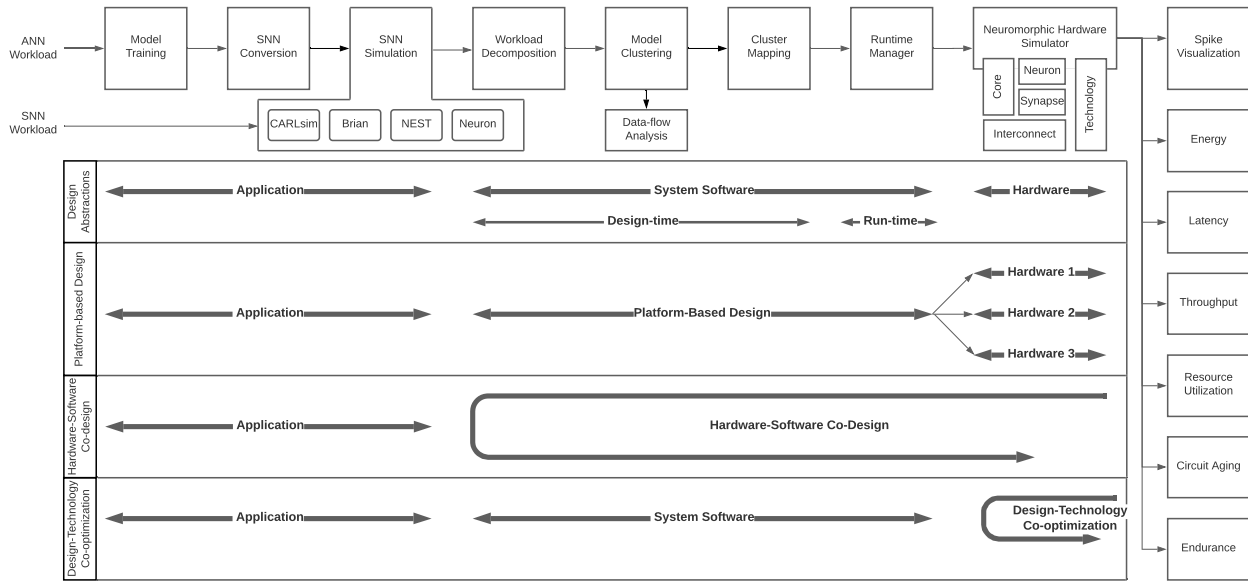 ANN
Workload
Model
Training
SNN
Conversion
SNN
Simulation
Workload
Decomposition
Model
Clustering
Cluster
Mapping
Runtime
Manager
Neuromorphic Hardware
Simulator
Core
Neuron
Synapse
Interconnect
Technology
Spike
Visualization
SNN
Workload
CARLsim
Brian
NEST
Neuron
Data-flow
Analysis
Energy
Latency
Throughput
Resource
Utilization
Circuit Aging
Endurance
Design
Abstractions
Application
System Software
Hardware
Design-time
Run-time
Platform-based Design
Application
Platform-Based Design
Hardware 1
Hardware 2
Hardware 3
Hardware-Software
Co-design
Application
Hardware-Software Co-Design
Design-Technology
Co-optimization
Application
System Software
Design-Technology
Co-optimization